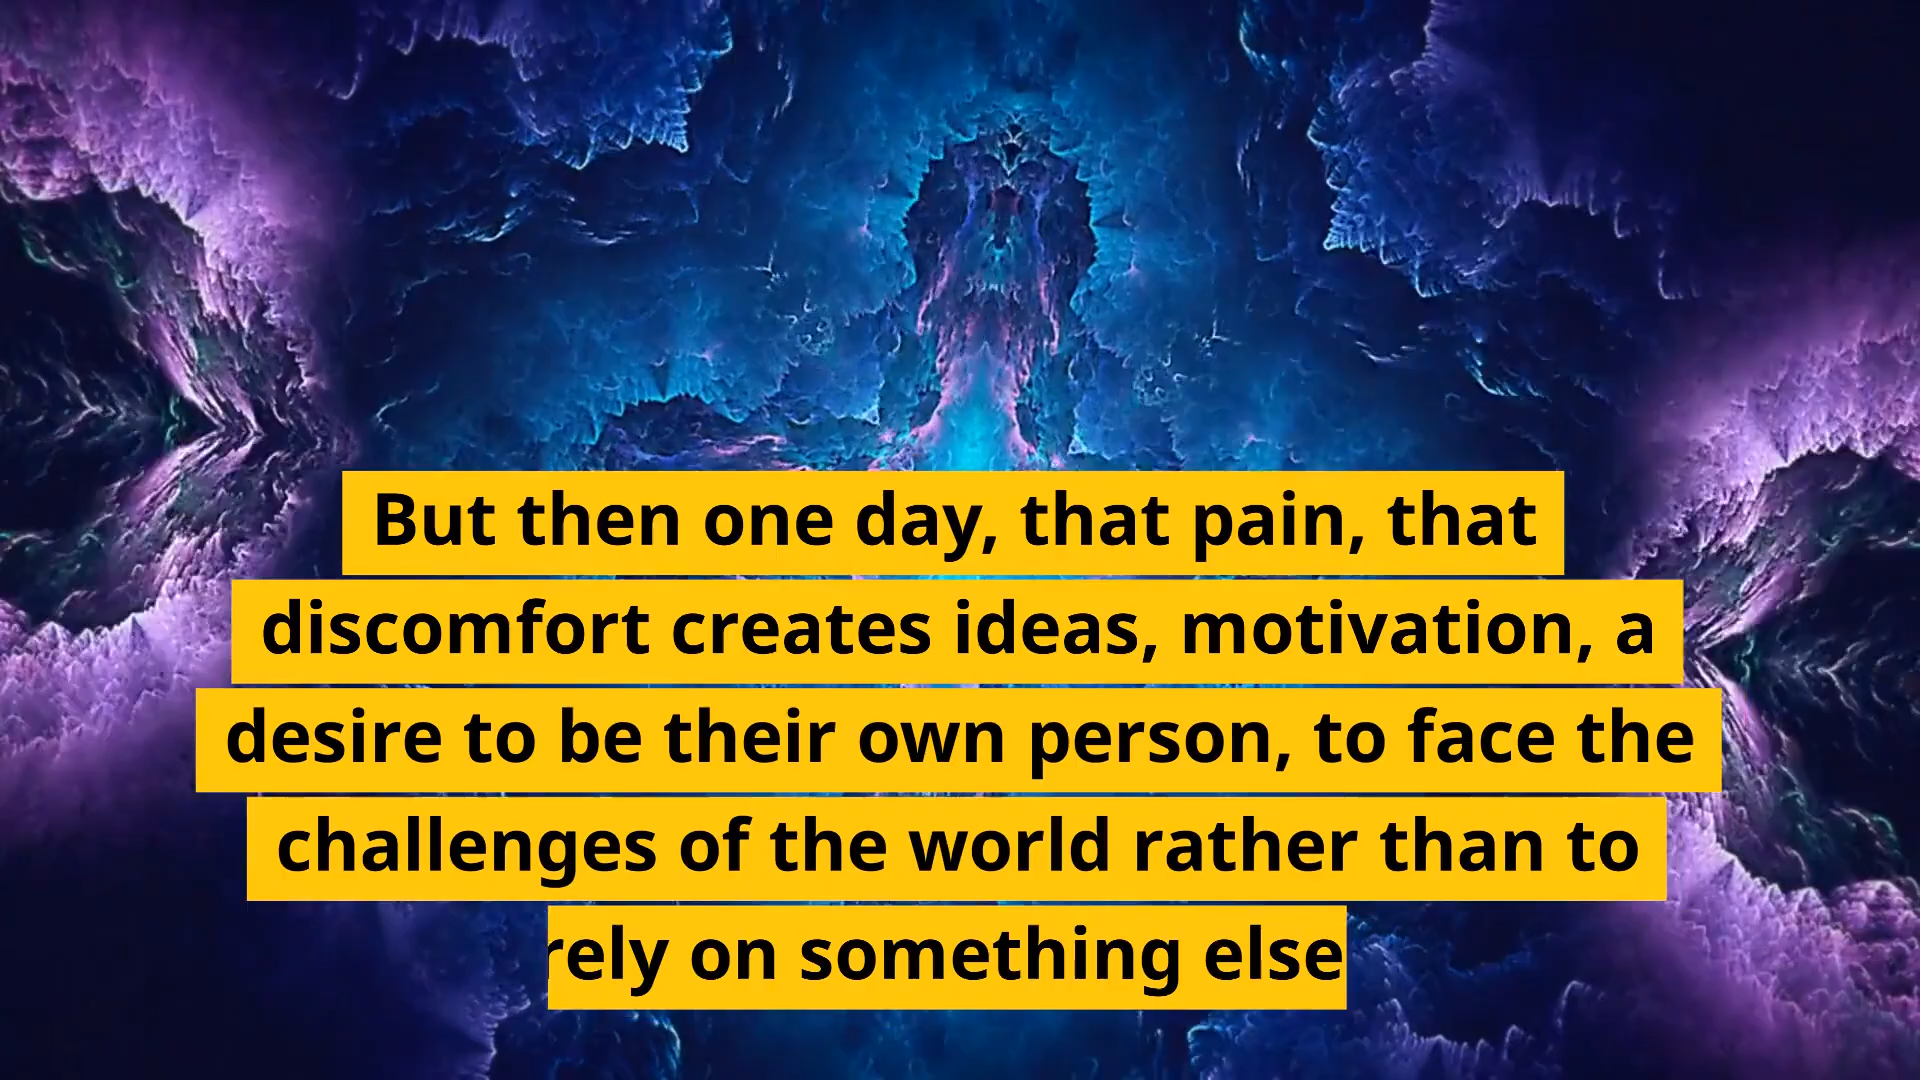 But then one day, that pain, that
discomfort creates ideas, motivation, a
desire to be their own person, to face the
challenges of the world rather than to
rely on something else